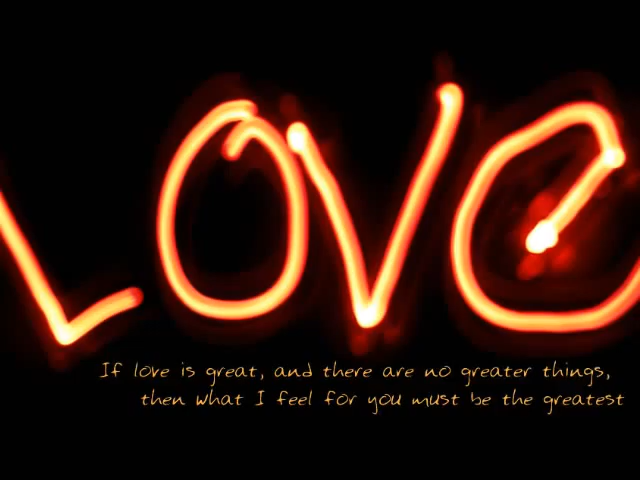 LOVe
If love is great, and there are no greater things,
then what I feel for you must be the greatest